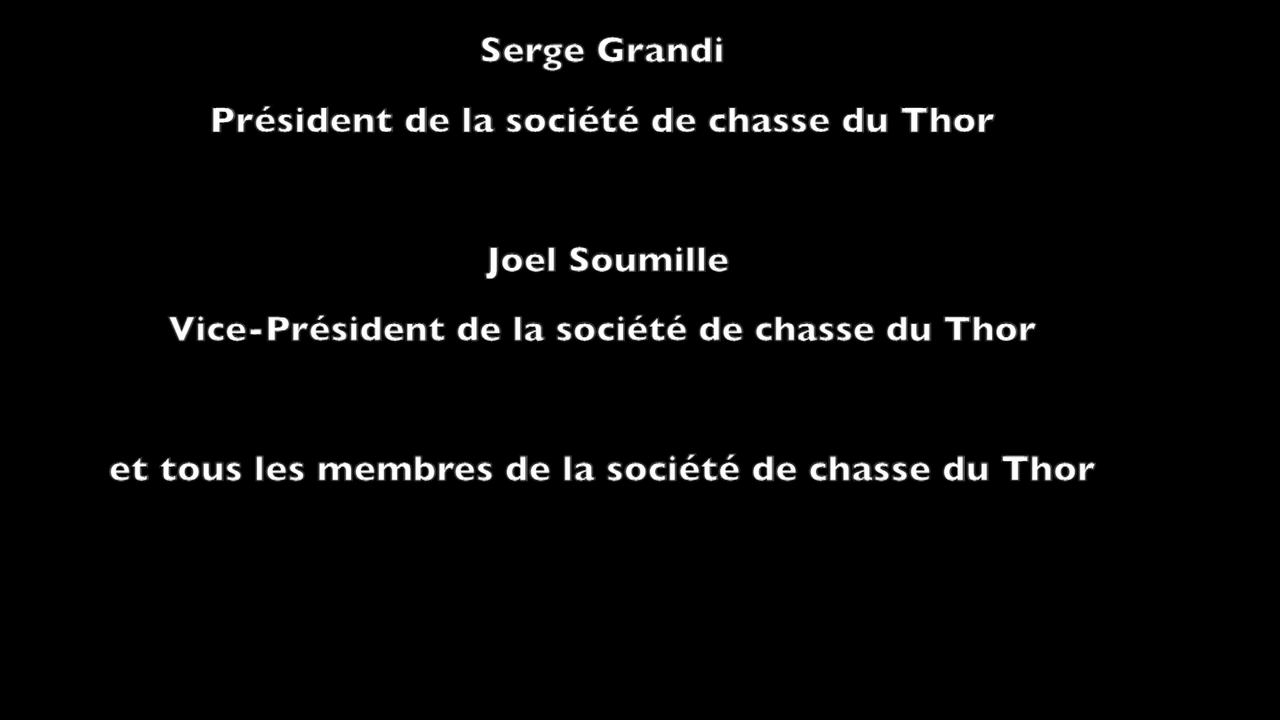 Serge Grandi
Président de la société de chasse du Thor
Joel Soumille
Vice-Président de la société de chasse du Thor
et tous les membres de la société de chasse du Thor